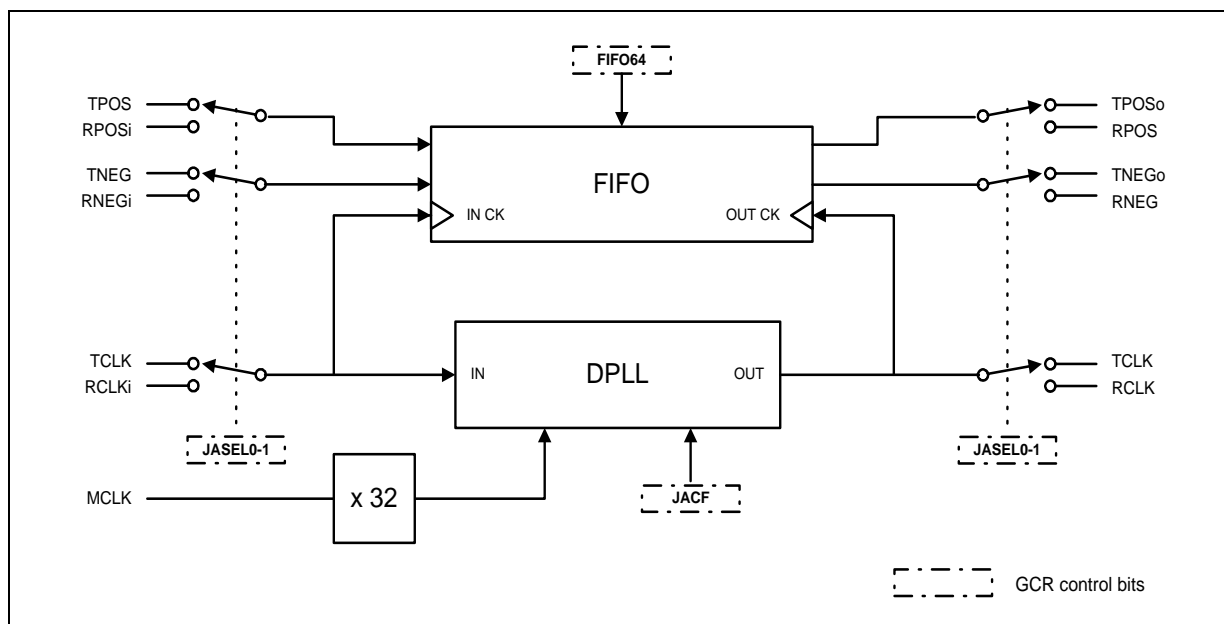 FIFO64
TPOS
RPOSi
TNEG
RNEGi
FIFO
IN CK
OUT CK
TPOSo
RPOS
TNEGo
RNEG
TCLK
RCLKi
IN
DPLL
OUT
TCLK
RCLK
JASEL0-1
JASEL0-1
MCLK
x 32
JACF
GCR control bits